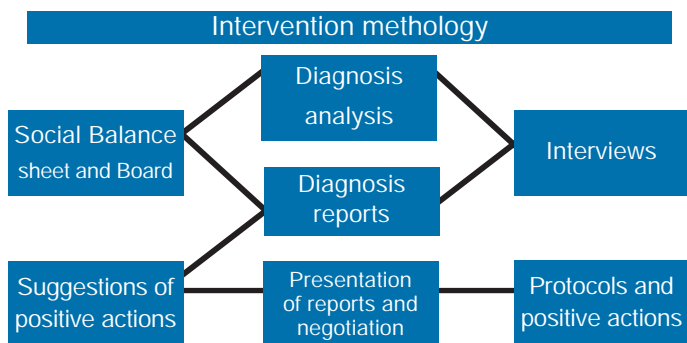 Intervention methology
Diagnosis
analysis
Social Balance
sheet and Board
Interviews
Diagnosis
reports
Suggestions of
positive actions
Presentation
of reports and
negotiation
Protocols and
positive actions